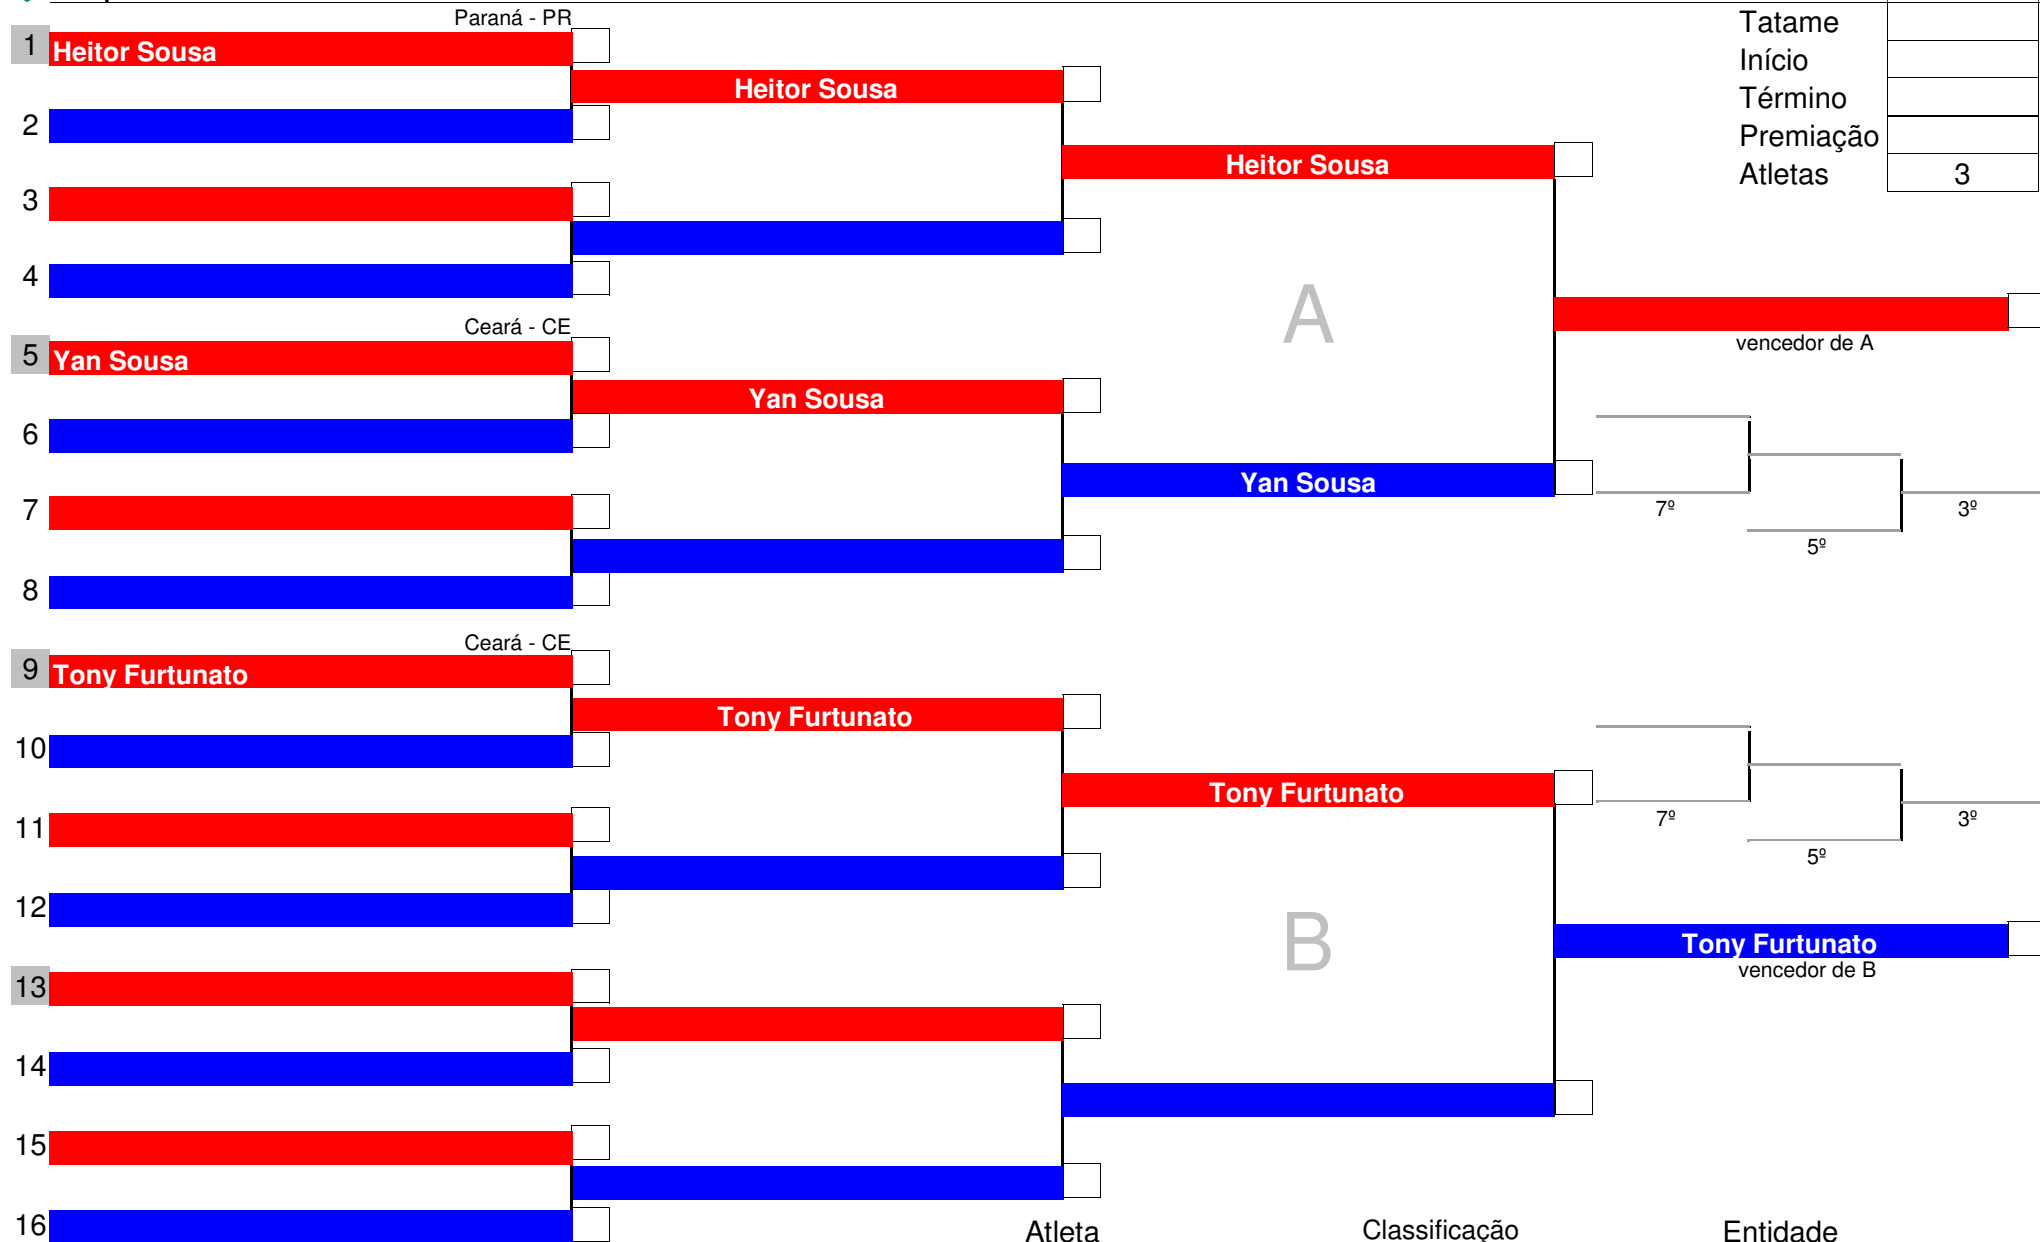 Paraná - PR
Tatame
1 Heitor Sousa
Início
Heitor Sousa
Término
2
Premiação
Heitor Sousa
Atletas 3
3
4
A
Ceará - CE
vencedor de A
5 Yan Sousa
Yan Sousa
6
Yan Sousa
7
7º 3º
5º
8
Ceará - CE
9 Tony Furtunato
Tony Furtunato
10
Tony Furtunato
7º 3º
11
5º
12
B
Tony Furtunato
vencedor de B
13
14
15
16
Atleta Classificação Entidade